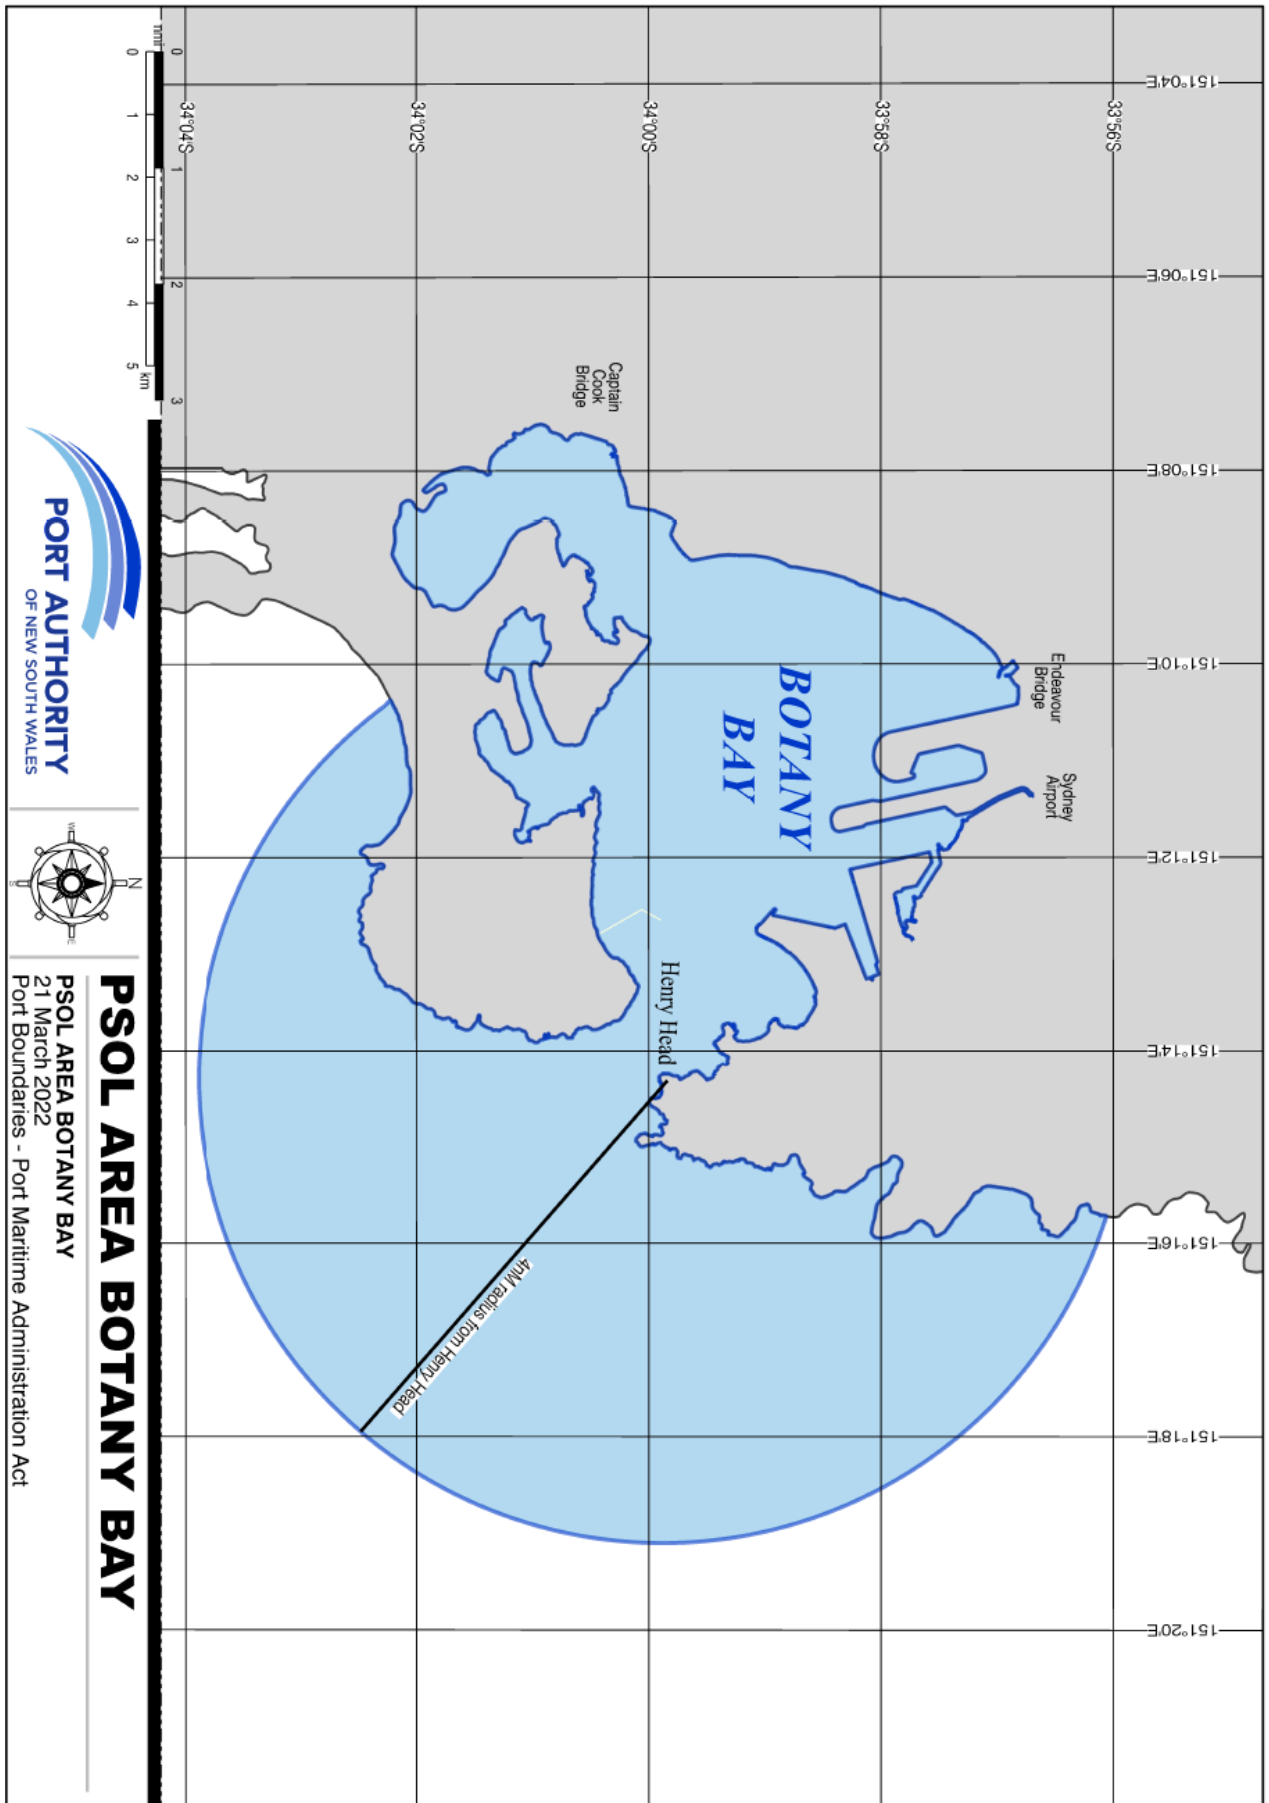 151°04'E
151°06'E
151°08'E
151°10'E
151°12'E
151°14'E
151°16'E
151°18'E
151°20'E
33°56'S
33°58'S
34°00'S
34°02'S
34°04'S
Endeavour
Bridge
Sydney
Airport
BOTANY
BAY
Captain
Cook
Bridge
Henry Head
4nM radius from Henry Head
nmi
0 1 2 3
0 1 2 3 4 5
km
PORT AUTHORITY
OF NEW SOUTH WALES
N
W
E
S
PSOL AREA BOTANY BAY
PSOL AREA BOTANY BAY
21 March 2022
Port Boundaries - Port Maritime Administration Act